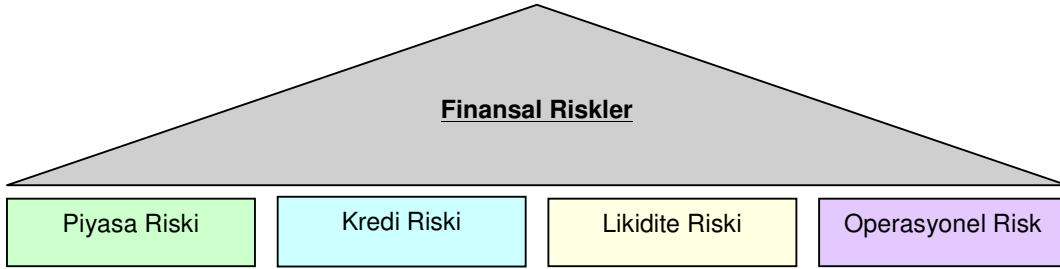 Finansal Riskler
Piyasa Riski
Kredi Riski
Likidite Riski
Operasyonel Risk